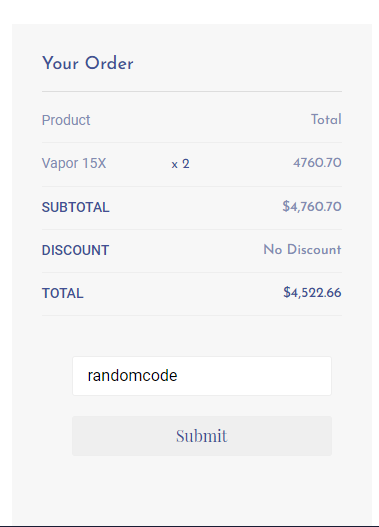 Your Order
Product Total
Vapor 15X x 2 4760.70
SUBTOTAL $4,760.70
DISCOUNT No Discount
TOTAL $4,522.66
randomcode
Submit